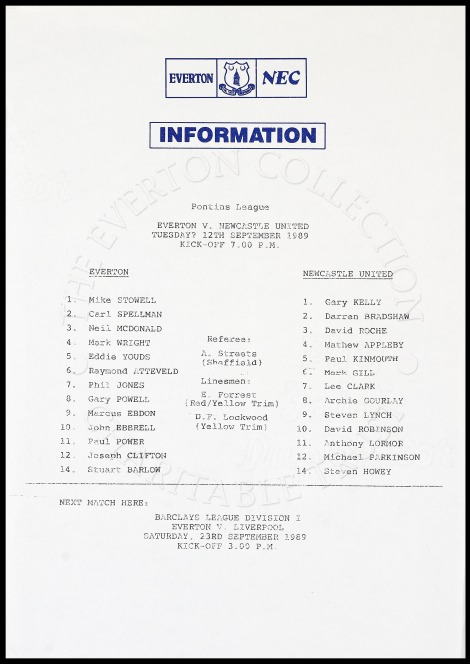 EVERTON NEC
INFORMATION
Pontins League
EVERTON V. NEWCASTLE UNITED
TUESDAY? 12TH SEPTEMBER 1989
KICK-OFF 7.00 P.M.
EVERTON
1. Mike STOWELL
2. Carl SPELLMAN
3. Neil MCDONALD
4. Mark WRIGHT
5. Eddie YOUDS
6. Raymond ATTEVELD
7. Phil JONES
8. Gary POWELL
9. Marcus EBDON
10. John EBBRELL
11. Paul POWER
12. Joseph CLIFTON
14. Stuart BARLOW
Referee:
A. Streets
(Sheffield)
Linesmen:
E. Forrest
(Red/Yellow Trim)
D.F. Lockwood
(Yellow Trim)
NEWCASTLE UNITED
1. Gary KELLY
2. Darren BRADSHAW
3. David ROCHE
4. Mathew APPLEBY
5. Paul KINMOUTH
6. Mark GILL
7. Lee CLARK
8. Archie GOURLAY
9. Steven LYNCH
10. David ROBINSON
11. Anthony LORMOR
12. Michael PARKINSON
14. Steven HOWEY
NEXT MATCH HERE:
BARCLAYS LEAGUE DIVISION I
EVERTON V. LIVERPOOL
SATURDAY, 23RD SEPTEMBER 1989
KICK-OFF 3.00 P.M.
THE EVERTON COLLECTION
CHARITABLE